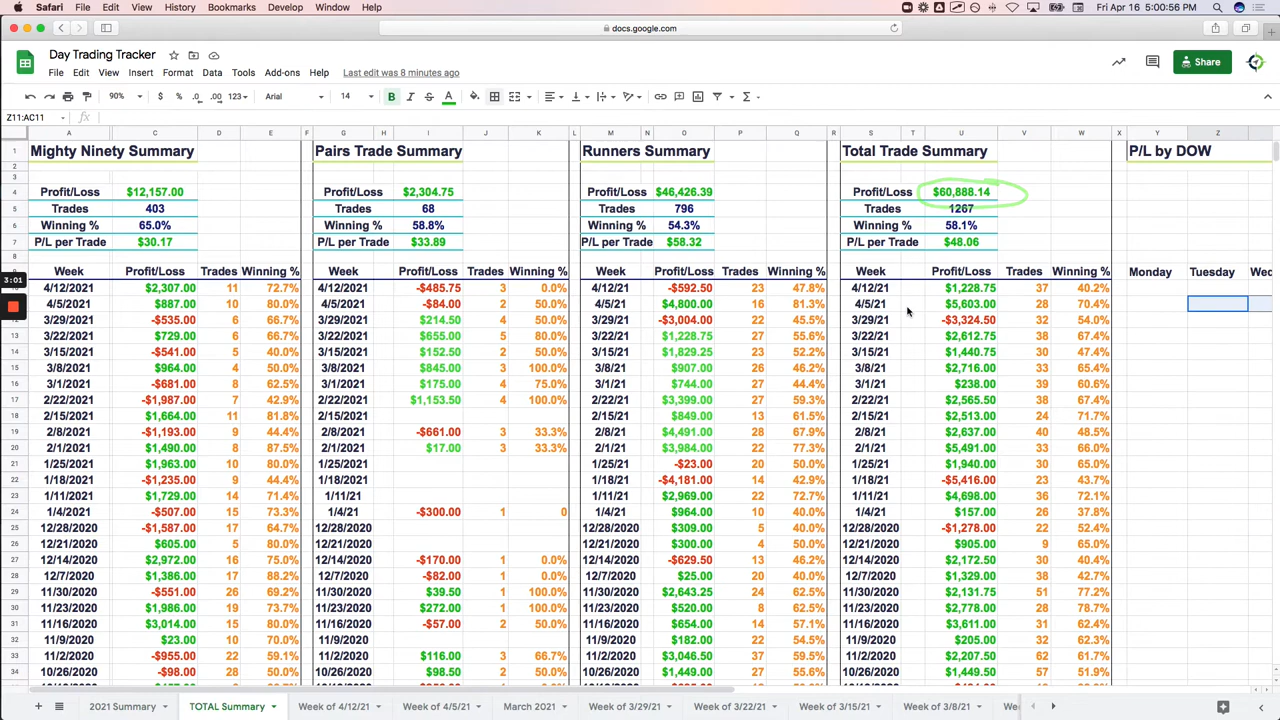 Safari File Edit View History Bookmarks Develop Window Help Fri Apr 16 5:00:56 PM
docs.google.com
Day Trading Tracker
File Edit View Insert Format Data Tools Add-ons Help Last edit was 8 minutes ago
Share
90% $ % .0 .00 123 Arial 14 B I S A
Z11:AC11 fx
A C D E F G H I J K L M N O P Q R S T U V W X Y Z
1 Mighty Ninety Summary Pairs Trade Summary Runners Summary Total Trade Summary P/L by DOW
2
3
4 Profit/Loss $12,157.00 Profit/Loss $2,304.75 Profit/Loss $46,426.39 Profit/Loss $60,888.14
5 Trades 403 Trades 68 Trades 796 Trades 1267
6 Winning % 65.0% Winning % 58.8% Winning % 54.3% Winning % 58.1%
7 P/L per Trade $30.17 P/L per Trade $33.89 P/L per Trade $58.32 P/L per Trade $48.06
8
Week Profit/Loss Trades Winning % Week Profit/Loss Trades Winning % Week Profit/Loss Trades Winning % Week Profit/Loss Trades Winning % Monday Tuesday Wed
3:01
4/12/2021 $2,307.00 11 72.7% 4/12/2021 -$485.75 3 0.0% 4/12/21 -$592.50 23 47.8% 4/12/21 $1,228.75 37 40.2%
4/5/2021 $887.00 10 80.0% 4/5/2021 -$84.00 2 50.0% 4/5/21 $4,800.00 16 81.3% 4/5/21 $5,603.00 28 70.4%
3/29/2021 -$535.00 6 66.7% 3/29/2021 $214.50 4 50.0% 3/29/21 -$3,004.00 22 45.5% 3/29/21 -$3,324.50 32 54.0%
13 3/22/2021 $729.00 6 66.7% 3/22/2021 $655.00 5 80.0% 3/22/21 $1,228.75 27 55.6% 3/22/21 $2,612.75 38 67.4%
14 3/15/2021 -$541.00 5 40.0% 3/15/2021 $152.50 2 50.0% 3/15/21 $1,829.25 23 52.2% 3/15/21 $1,440.75 30 47.4%
15 3/8/2021 $964.00 4 50.0% 3/8/2021 $845.00 3 100.0% 3/8/21 $907.00 26 46.2% 3/8/21 $2,716.00 33 65.4%
16 3/1/2021 -$681.00 8 62.5% 3/1/2021 $175.00 4 75.0% 3/1/21 $744.00 27 44.4% 3/1/21 $238.00 39 60.6%
17 2/22/2021 -$1,987.00 7 42.9% 2/22/2021 $1,153.50 4 100.0% 2/22/21 $3,399.00 27 63.0% 2/22/21 $2,565.50 38 67.4%
18 2/15/2021 $1,664.00 11 81.8% 2/15/2021 2/15/21 $849.00 13 61.5% 2/15/21 $2,513.00 24 71.7%
19 2/8/2021 -$1,193.00 9 44.4% 2/8/2021 -$661.00 3 33.3% 2/8/21 $4,491.00 28 67.9% 2/8/21 $2,637.00 40 48.5%
20 2/1/2021 $1,490.00 8 87.5% 2/1/2021 $17.00 3 33.3% 2/1/21 $3,984.00 22 77.3% 2/1/21 $5,491.00 33 66.0%
21 1/25/2021 $1,963.00 10 80.0% 1/25/2021 1/25/21 -$23.00 20 50.0% 1/25/21 $1,940.00 30 65.0%
22 1/18/2021 -$1,235.00 9 44.4% 1/18/2021 1/18/21 -$4,181.00 14 42.9% 1/18/21 -$5,416.00 23 43.7%
23 1/11/2021 $1,729.00 14 71.4% 1/11/21 1/11/21 $2,969.00 22 72.7% 1/11/21 $4,698.00 36 72.1%
24 1/4/2021 -$507.00 15 73.3% 1/4/21 -$300.00 1 0 1/4/21 $964.00 10 40.0% 1/4/21 $157.00 26 37.8%
25 12/28/2020 -$1,587.00 17 64.7% 12/28/2020 12/28/2020 $309.00 5 40.0% 12/28/2020 -$1,278.00 22 52.4%
26 12/21/2020 $605.00 5 80.0% 12/21/2020 12/21/2020 $300.00 4 50.0% 12/21/2020 $905.00 9 65.0%
27 12/14/2020 $2,972.00 16 75.0% 12/14/2020 -$170.00 1 0.0% 12/14/2020 -$629.50 13 46.2% 12/14/2020 $2,172.50 30 40.4%
28 12/7/2020 $1,386.00 17 88.2% 12/7/2020 -$82.00 1 0.0% 12/7/2020 $25.00 20 40.0% 12/7/2020 $1,329.00 38 42.7%
29 11/30/2020 -$551.00 26 69.2% 11/30/2020 $39.50 1 100.0% 11/30/2020 $2,643.25 24 62.5% 11/30/2020 $2,131.75 51 77.2%
30 11/23/2020 $1,986.00 19 73.7% 11/23/2020 $272.00 1 100.0% 11/23/2020 $520.00 8 62.5% 11/23/2020 $2,778.00 28 78.7%
31 11/16/2020 $3,014.00 15 80.0% 11/16/2020 -$57.00 2 50.0% 11/16/2020 $654.00 14 57.1% 11/16/2020 $3,611.00 31 62.4%
32 11/9/2020 $23.00 10 70.0% 11/9/2020 11/9/2020 $182.00 22 54.5% 11/9/2020 $205.00 32 62.3%
33 11/2/2020 -$955.00 22 59.1% 11/2/2020 $116.00 3 66.7% 11/2/2020 $3,046.50 37 59.5% 11/2/2020 $2,207.50 62 61.7%
34 10/26/2020 -$98.00 28 50.0% 10/26/2020 $98.50 2 50.0% 10/26/2020 $1,449.00 27 55.6% 10/26/2020 $1,449.50 57 51.9%
2021 Summary TOTAL Summary Week of 4/12/21 Week of 4/5/21 March 2021 Week of 3/29/21 Week of 3/22/21 Week of 3/15/21 Week of 3/8/21